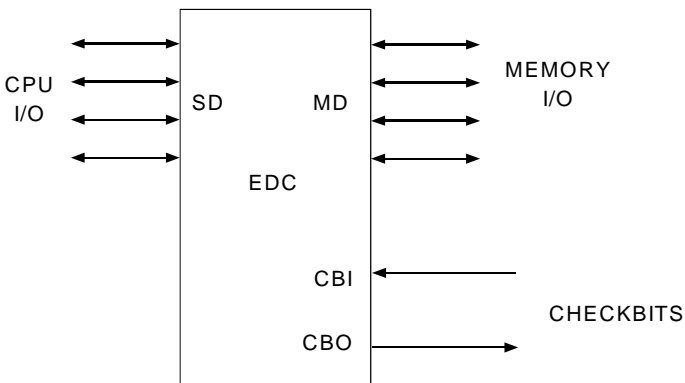 CPU
I/O
SD
MD
MEMORY
I/O
EDC
CBI
CHECKBITS
CBO